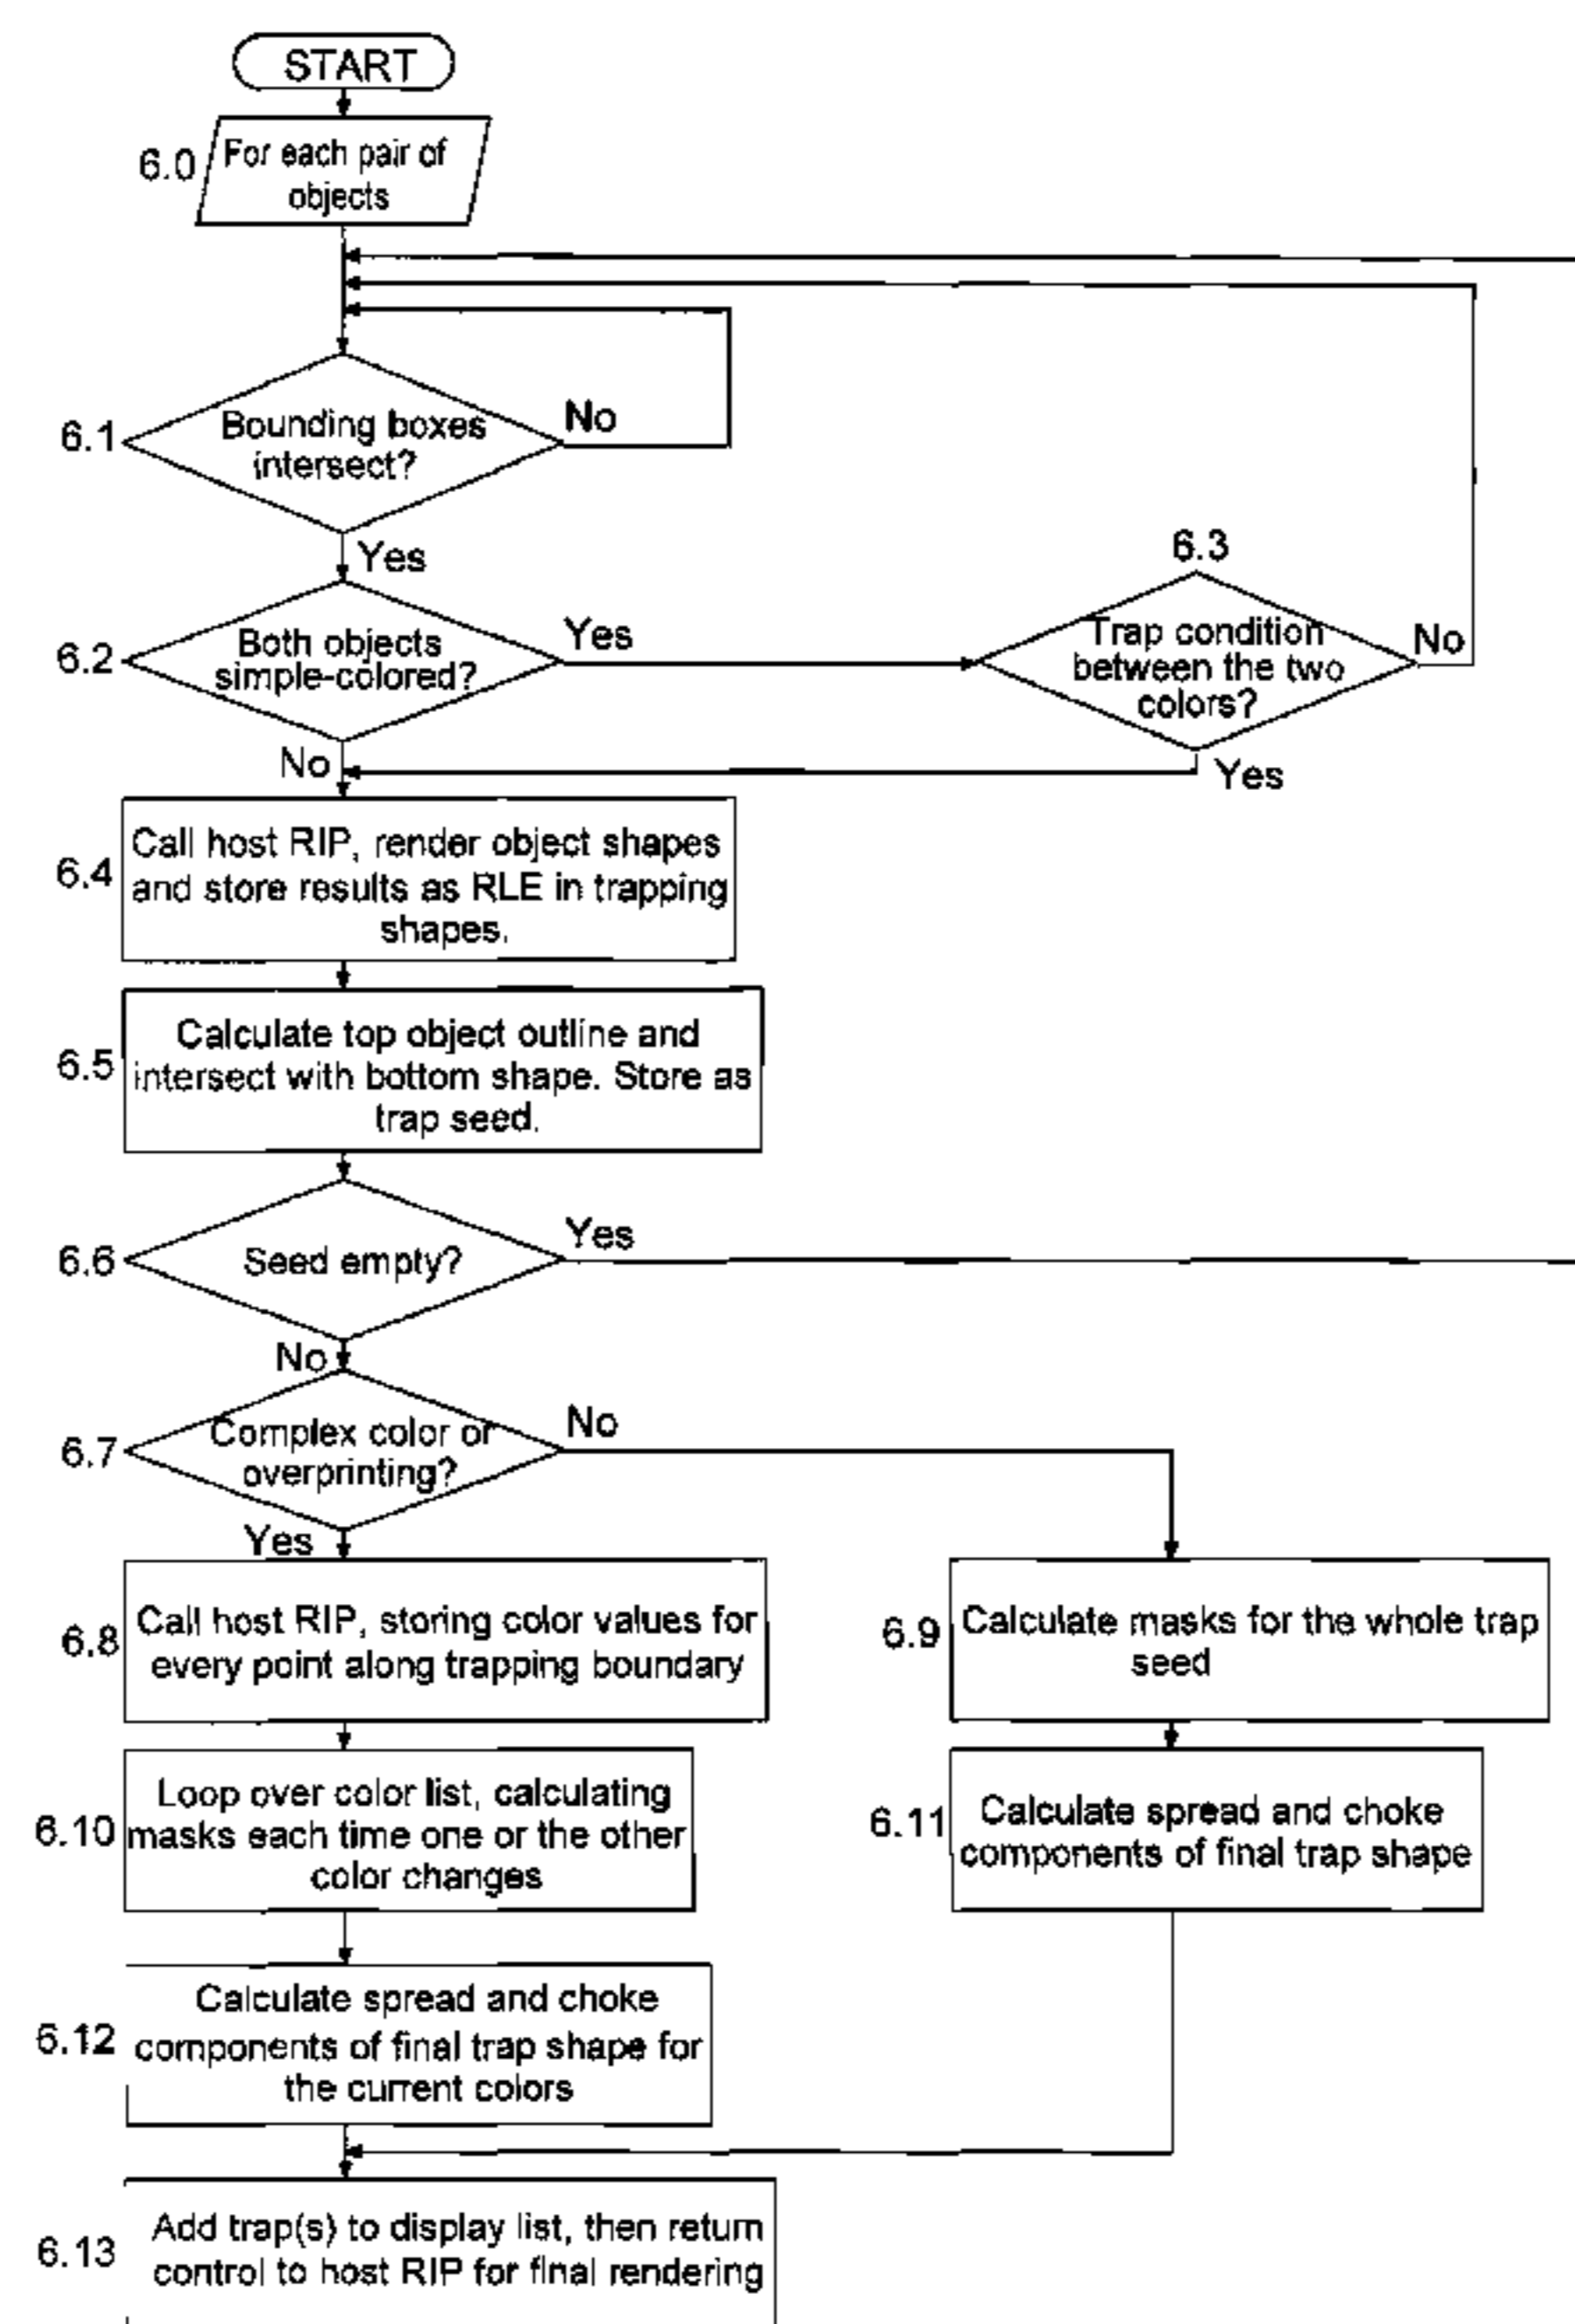 START
6.0
For each pair of
objects
6.1
Bounding boxes
intersect?
No
Yes
6.2
Both objects
simple-colored?
Yes
6.3
Trap condition
between the two
colors?
No
No
Yes
6.4
Call host RIP, render object shapes
and store results as RLE in trapping
shapes.
6.5
Calculate top object outline and
intersect with bottom shape. Store as
trap seed.
6.6
Seed empty?
Yes
No
6.7
Complex color or
overprinting?
No
Yes
6.8
Call host RIP, storing color values for
every point along trapping boundary
6.9
Calculate masks for the whole trap
seed
6.10
Loop over color list, calculating
masks each time one or the other
color changes
6.11
Calculate spread and choke
components of final trap shape
6.12
Calculate spread and choke
components of final trap shape for
the current colors
6.13
Add trap(s) to display list, then return
control to host RIP for final rendering